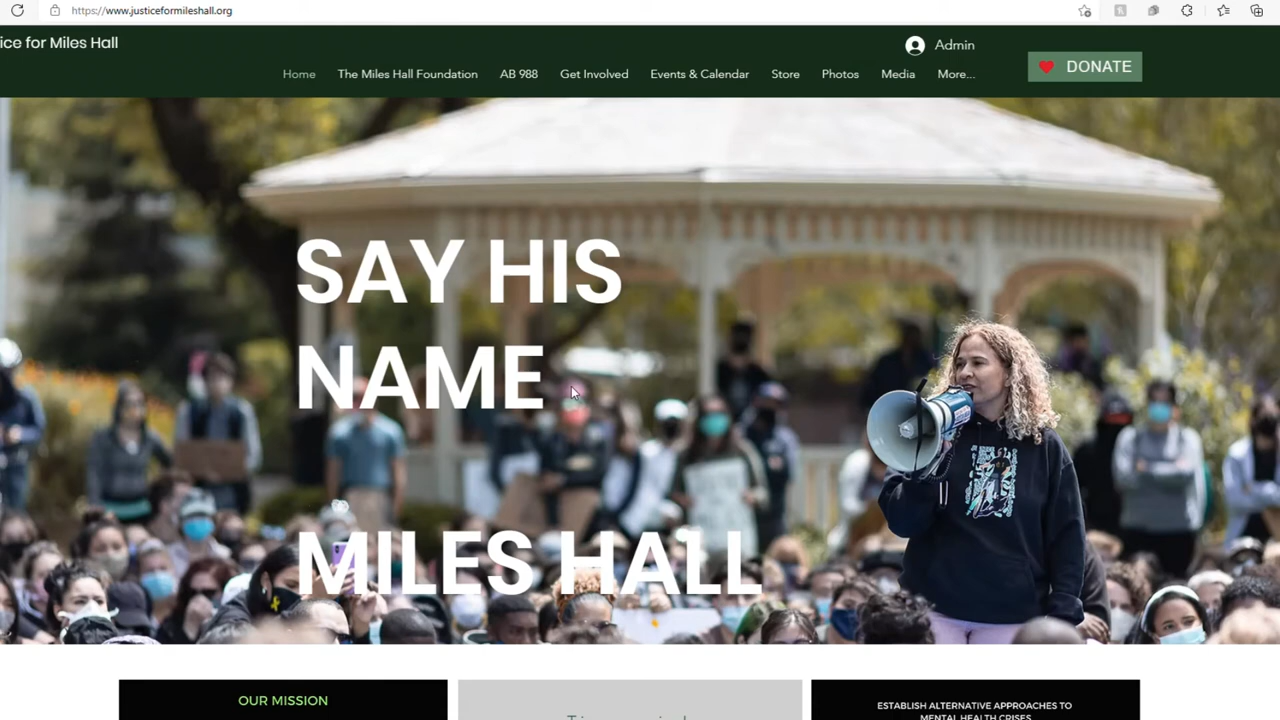 https://www.justiceformileshall.org
ice for Miles Hall
Admin
Home The Miles Hall Foundation AB 988 Get Involved Events & Calendar Store Photos Media More...
DONATE
SAY HIS
NAME
MILES HALL
OUR MISSION
ESTABLISH ALTERNATIVE APPROACHES TO
MENTAL HEALTH CRISES